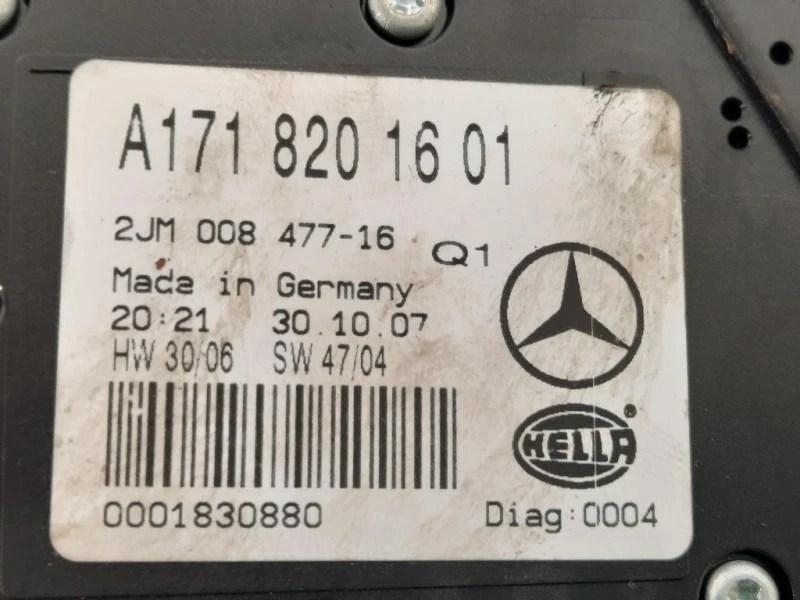 A171 820 16 01
2JM 008 477-16 Q1
Made in Germany
20:21 30.10.07
HW 30/06 SW 47/04
HELLA®
0001830880 Diag:0004